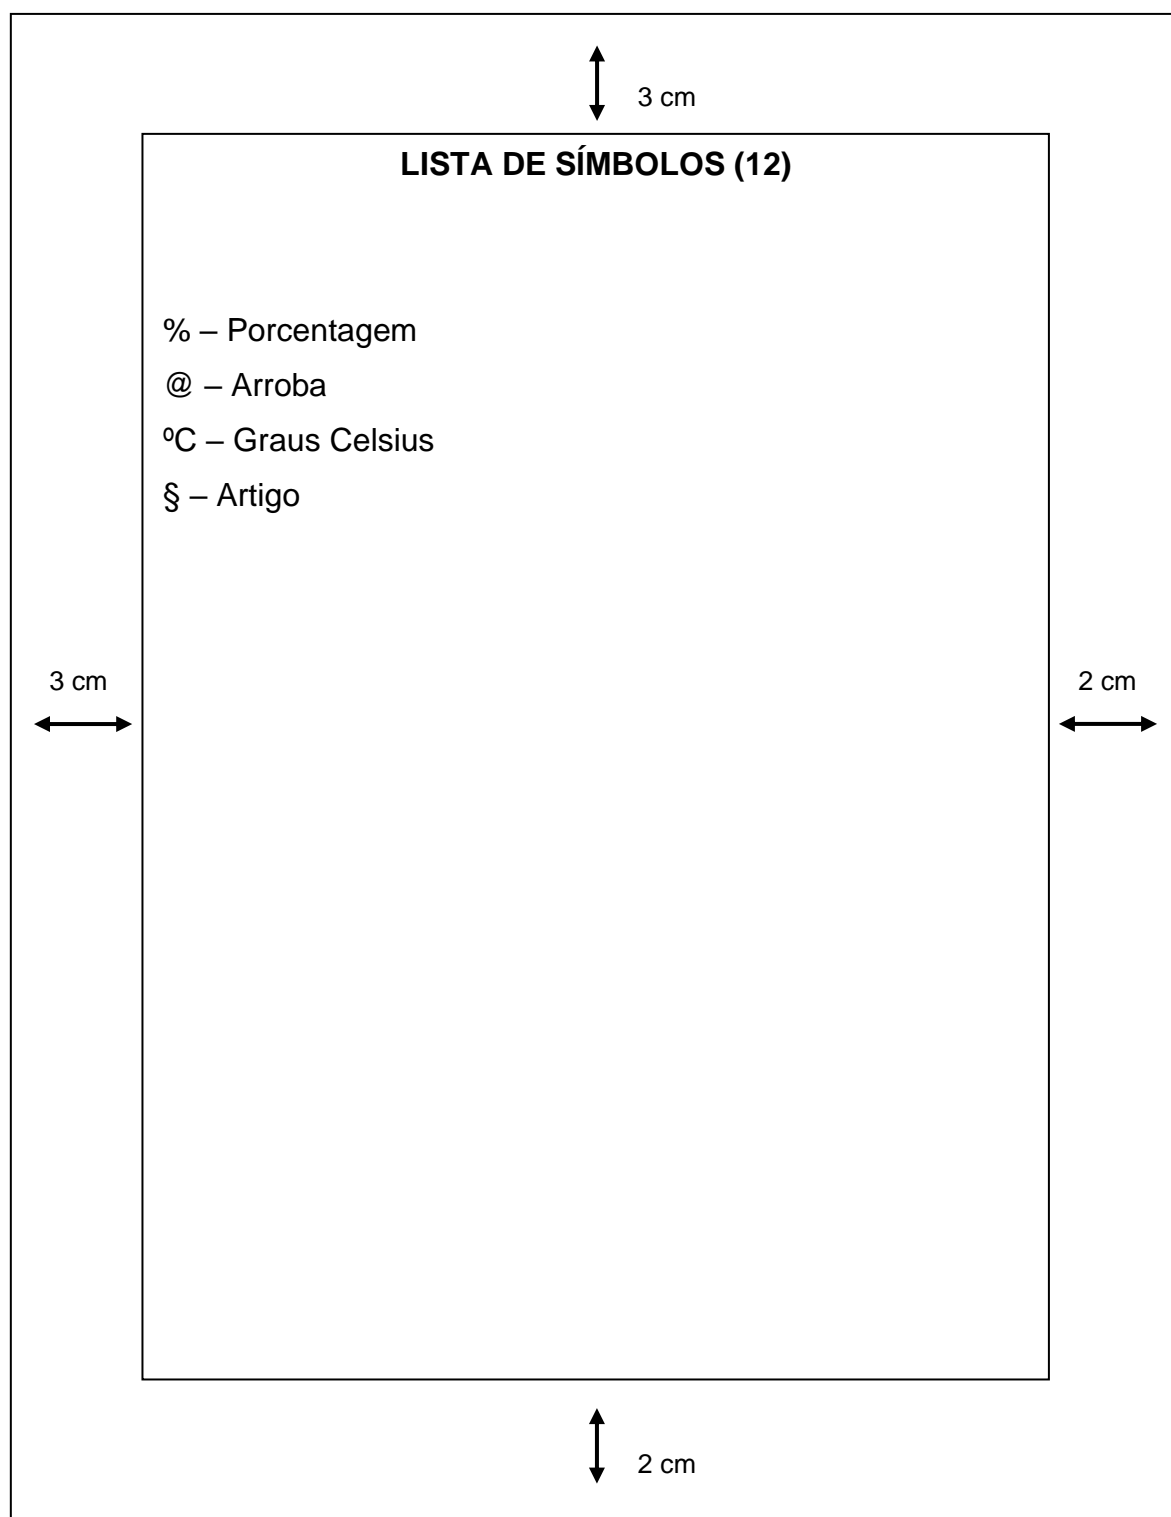 3 cm
LISTA DE SÍMBOLOS (12)
% – Porcentagem
@ – Arroba
ºC – Graus Celsius
§ – Artigo
3 cm
2 cm
2 cm